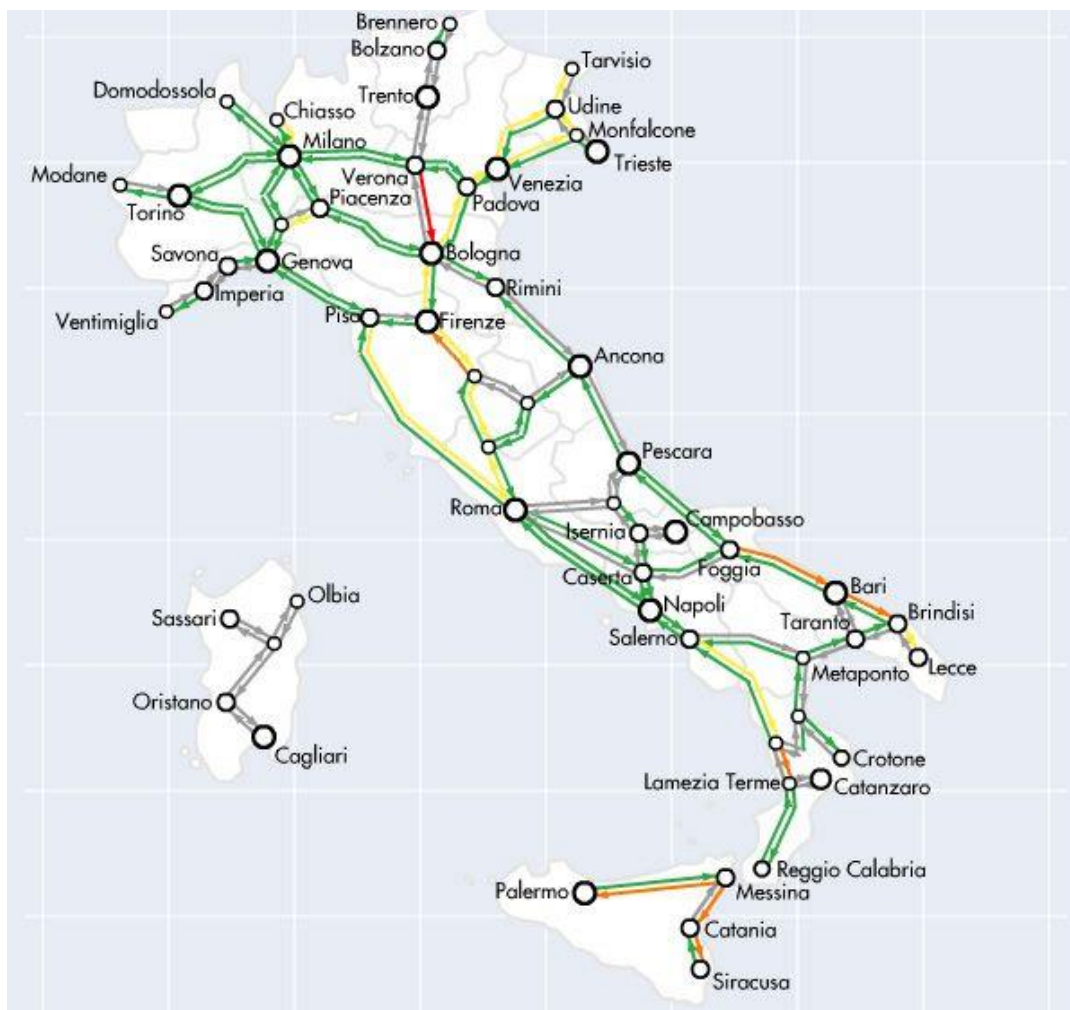 Brennero
Bolzano
Tarvisio
Domodossola
Trento
Chiasso
Udine
Monfalcone
Milano
Trieste
Modane
Verona
Venezia
Torino
Piacenza
Padova
Savona
Genova
Bologna
Imperia
Rimini
Ventimiglia
Pisa
Firenze
Ancona
Pescara
Roma
Campobasso
Isernia
Caserta
Foggia
Olbia
Bari
Sassari
Napoli
Taranto
Brindisi
Salerno
Lecce
Metaponto
Oristano
Cagliari
Crotone
Lamezia Terme
Catanzaro
Reggio Calabria
Palermo
Messina
Catania
Siracusa